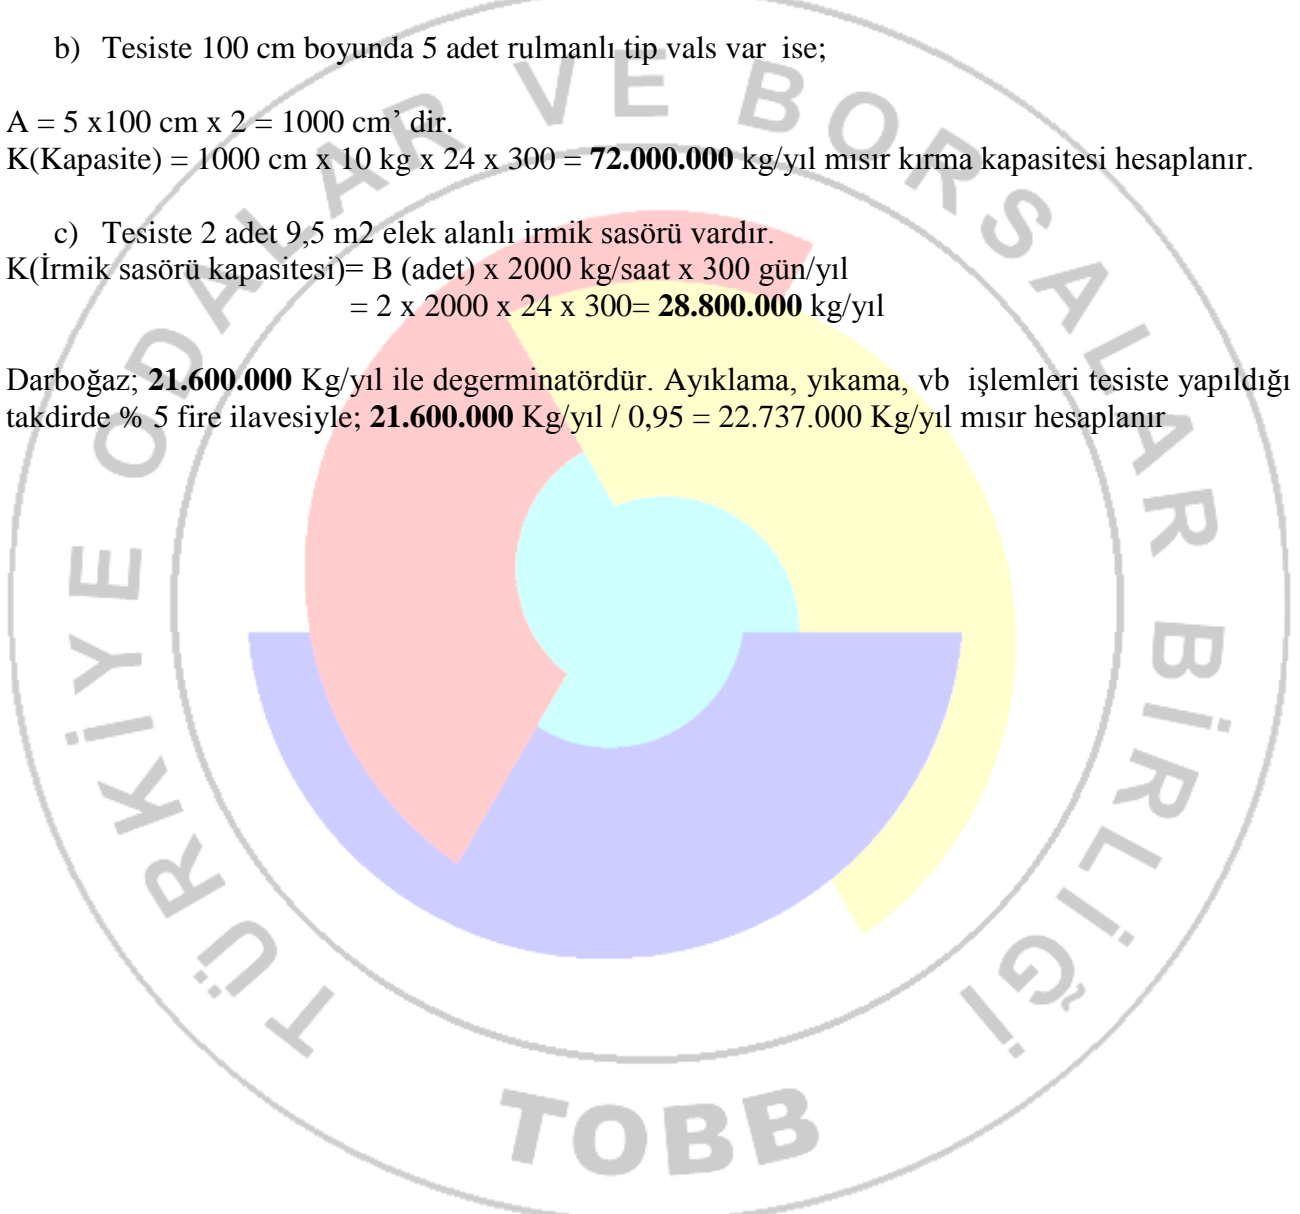 b) Tesiste 100 cm boyunda 5 adet rulmanlı tip vals var ise;
A = 5 x100 cm x 2 = 1000 cm’ dir.
K(Kapasite) = 1000 cm x 10 kg x 24 x 300 = 72.000.000 kg/yıl mısır kırma kapasitesi hesaplanır.
c) Tesiste 2 adet 9,5 m2 elek alanlı irmik sasörü vardır.
K(İrmik sasörü kapasitesi)= B (adet) x 2000 kg/saat x 300 gün/yıl
= 2 x 2000 x 24 x 300= 28.800.000 kg/yıl
Darboğaz; 21.600.000 Kg/yıl ile degerminatördür. Ayıklama, yıkama, vb işlemleri tesiste yapıldığı
takdirde % 5 fire ilavesiyle; 21.600.000 Kg/yıl / 0,95 = 22.737.000 Kg/yıl mısır hesaplanır
TÜRKİYE ODALAR VE BORSALAR BİRLİĞİ
TOBB